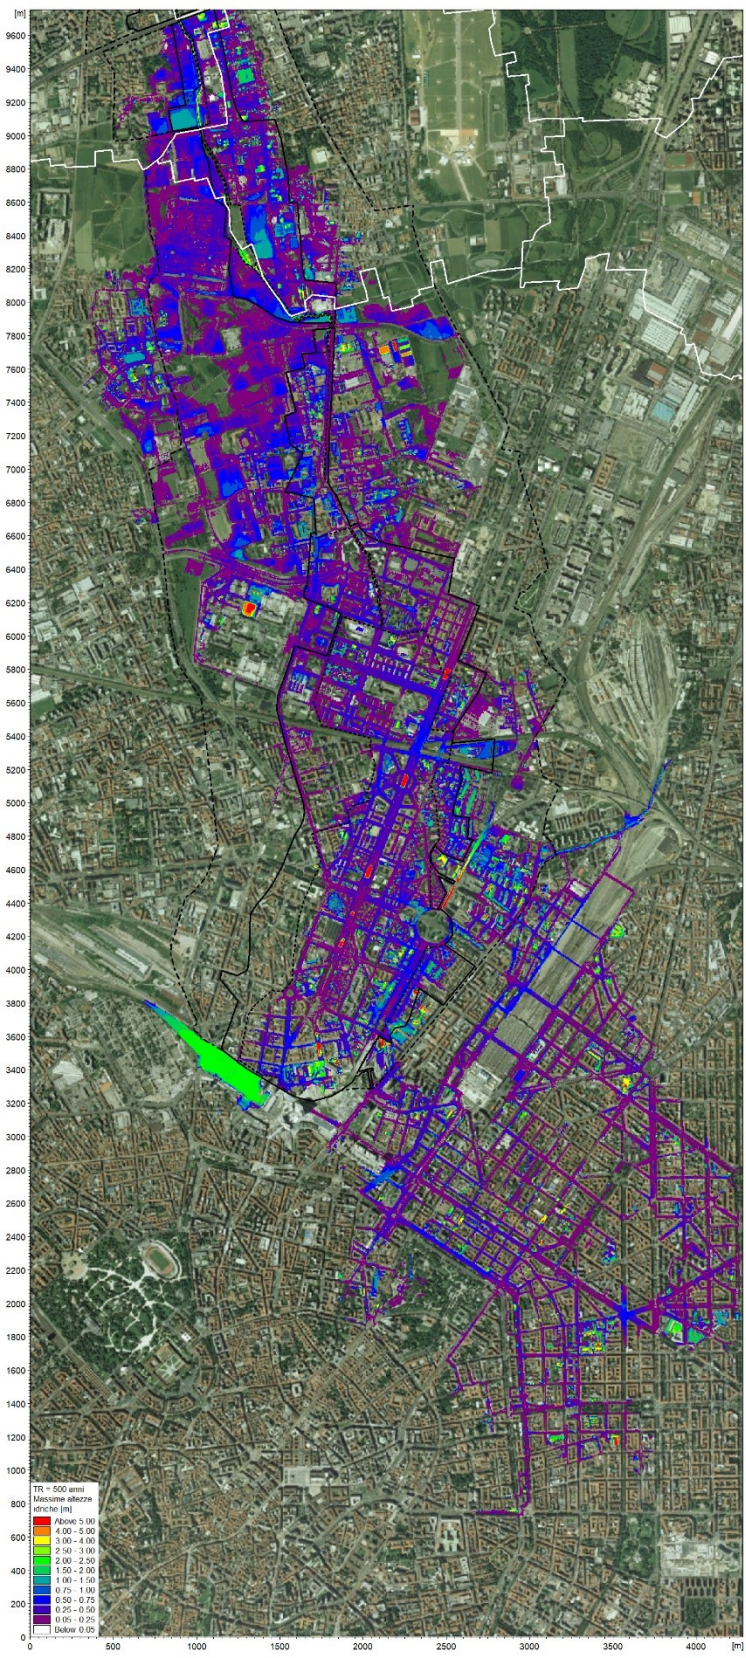 [m]
9600
9400
9200
9000
8800
8600
8400
8200
8000
7800
7600
7400
7200
7000
6800
6600
6400
6200
6000
5800
5600
5400
5200
5000
4800
4600
4400
4200
4000
3800
3600
3400
3200
3000
2800
2600
2400
2200
2000
1800
1600
1400
1200
1000
800
600
400
200
0
TR = 500 anni
Massime altezze
idriche [m]
Above 5.00
4.00 - 5.00
3.00 - 4.00
2.50 - 3.00
2.00 - 2.50
1.50 - 2.00
1.00 - 1.50
0.75 - 1.00
0.50 - 0.75
0.25 - 0.50
0.05 - 0.25
Below 0.05
0 500 1000 1500 2000 2500 3000 3500 4000 [m]